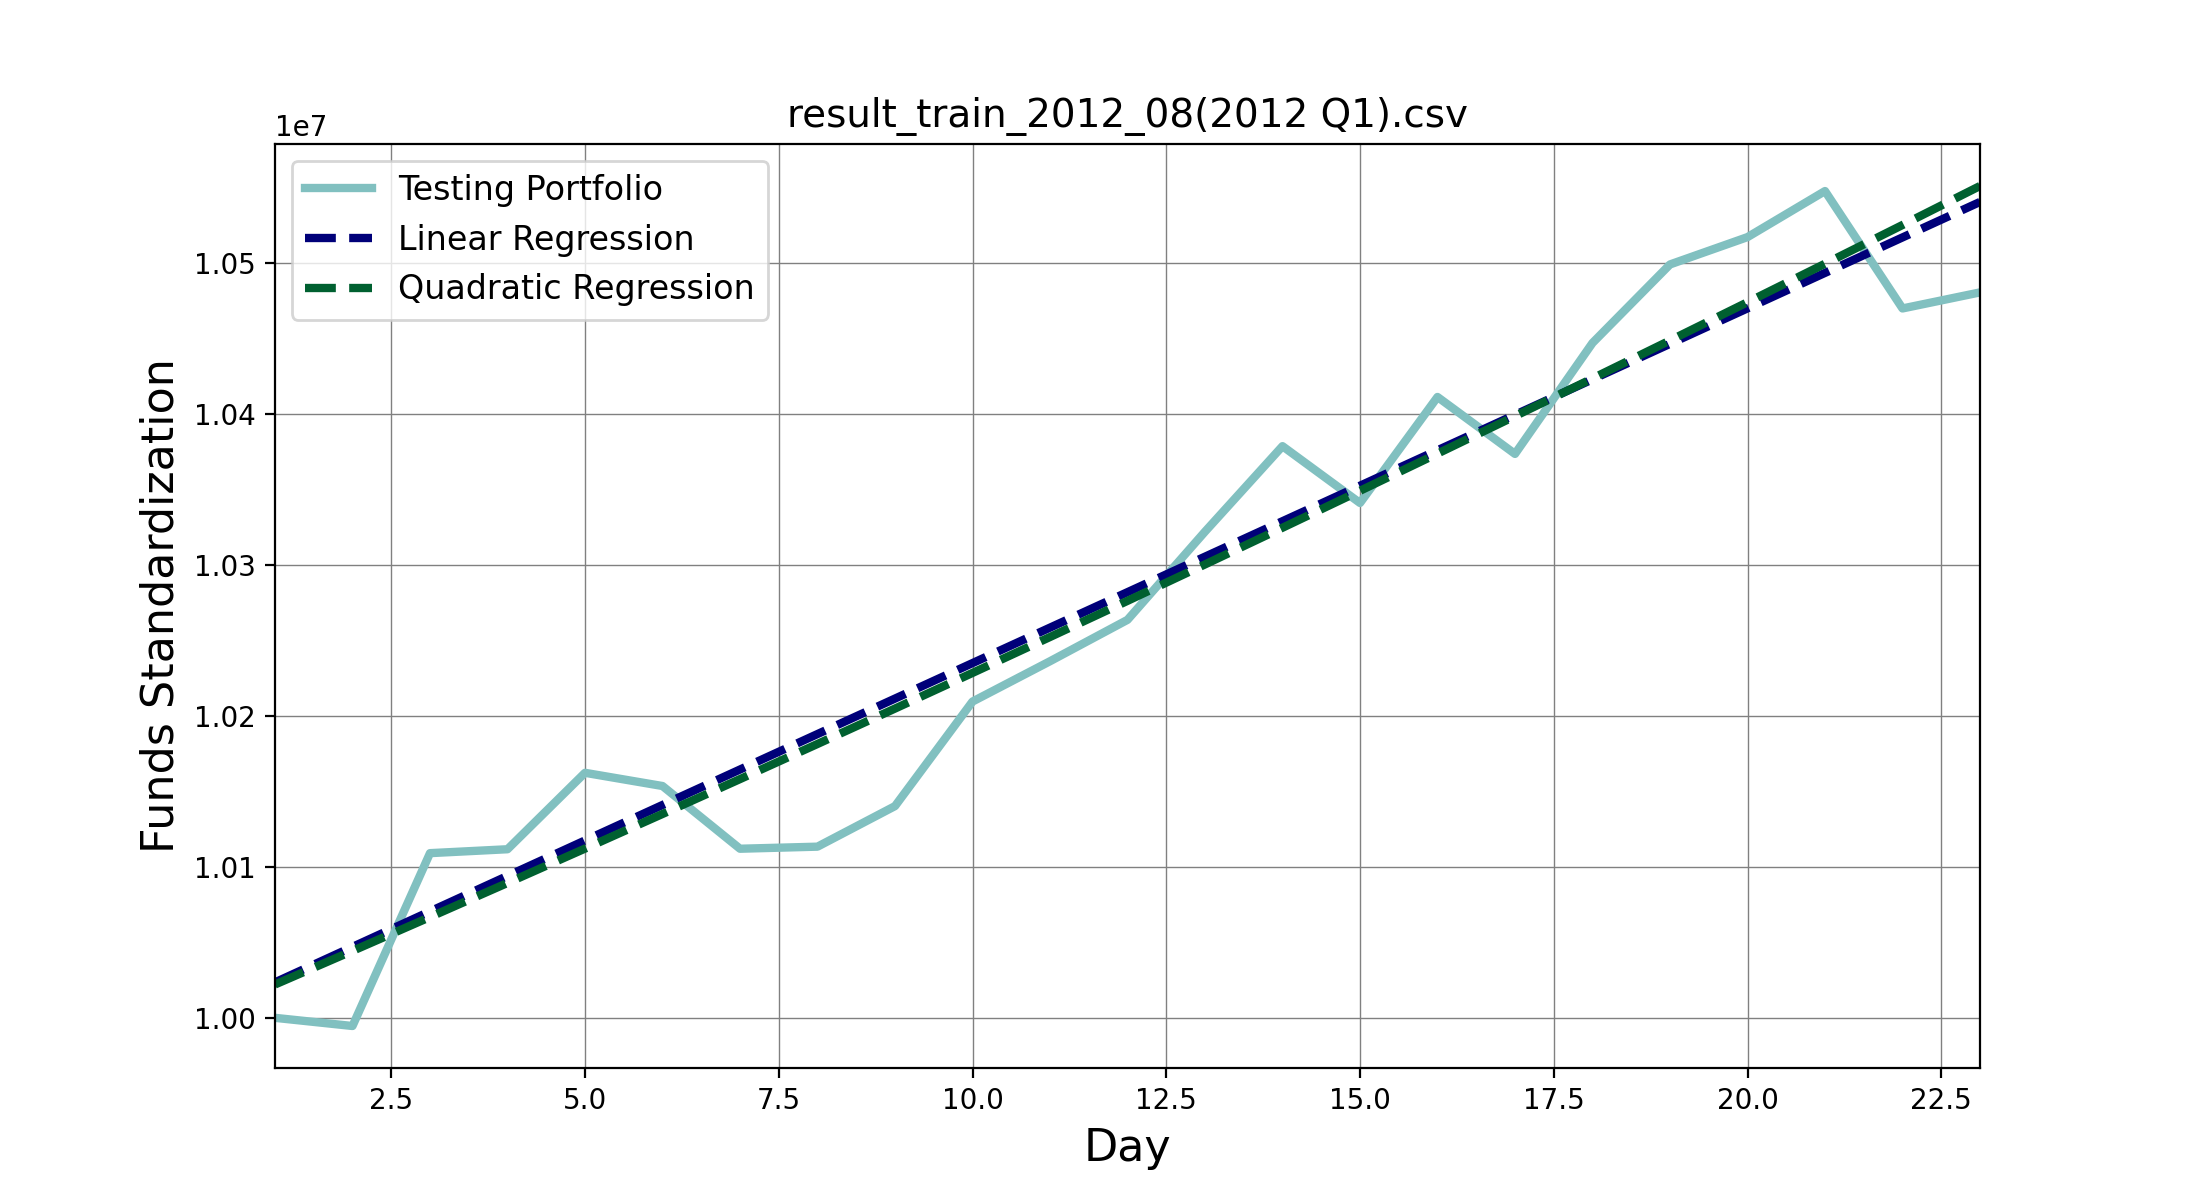 result_train_2012_08(2012 Q1).csv
1e7
Testing Portfolio
Linear Regression
Quadratic Regression
Funds Standardization
1.05
1.04
1.03
1.02
1.01
1.00
2.5 5.0 7.5 10.0 12.5 15.0 17.5 20.0 22.5
Day